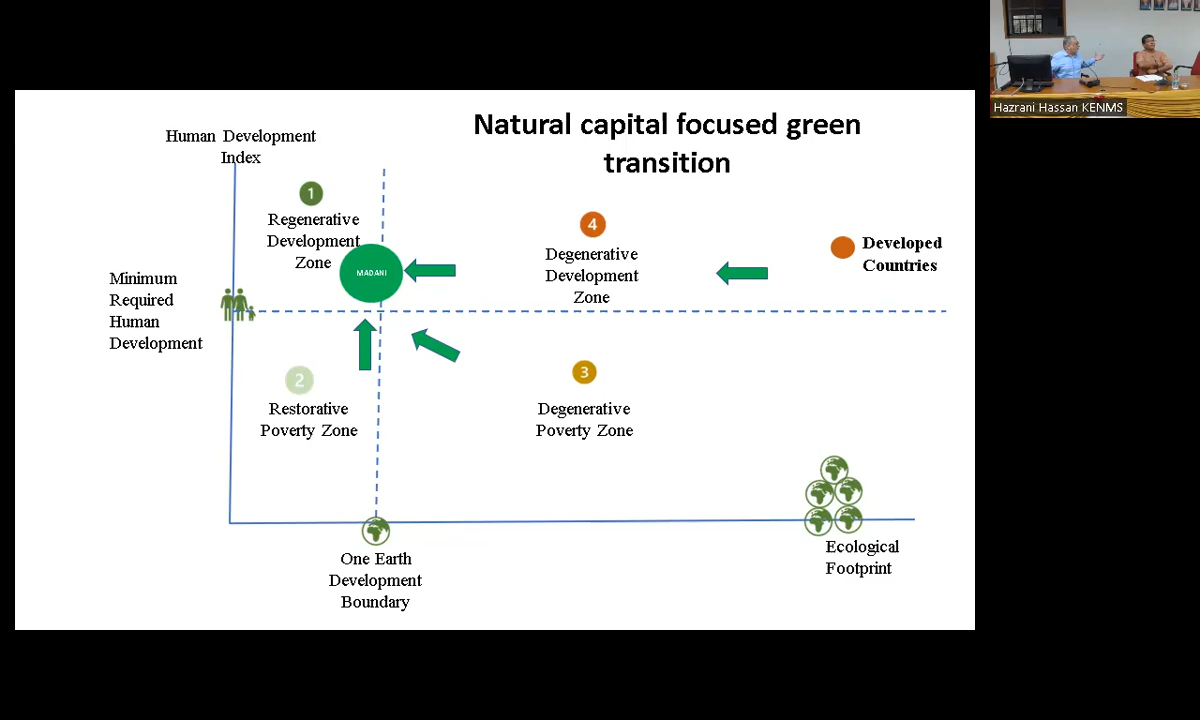 Natural capital focused green
transition
Human Development
Index
1
Regenerative
Development
Zone
MADANI
4
Degenerative
Development
Zone
Developed
Countries
Minimum
Required
Human
Development
2
Restorative
Poverty Zone
3
Degenerative
Poverty Zone
One Earth
Development
Boundary
Ecological
Footprint
Hazrani Hassan KENMS